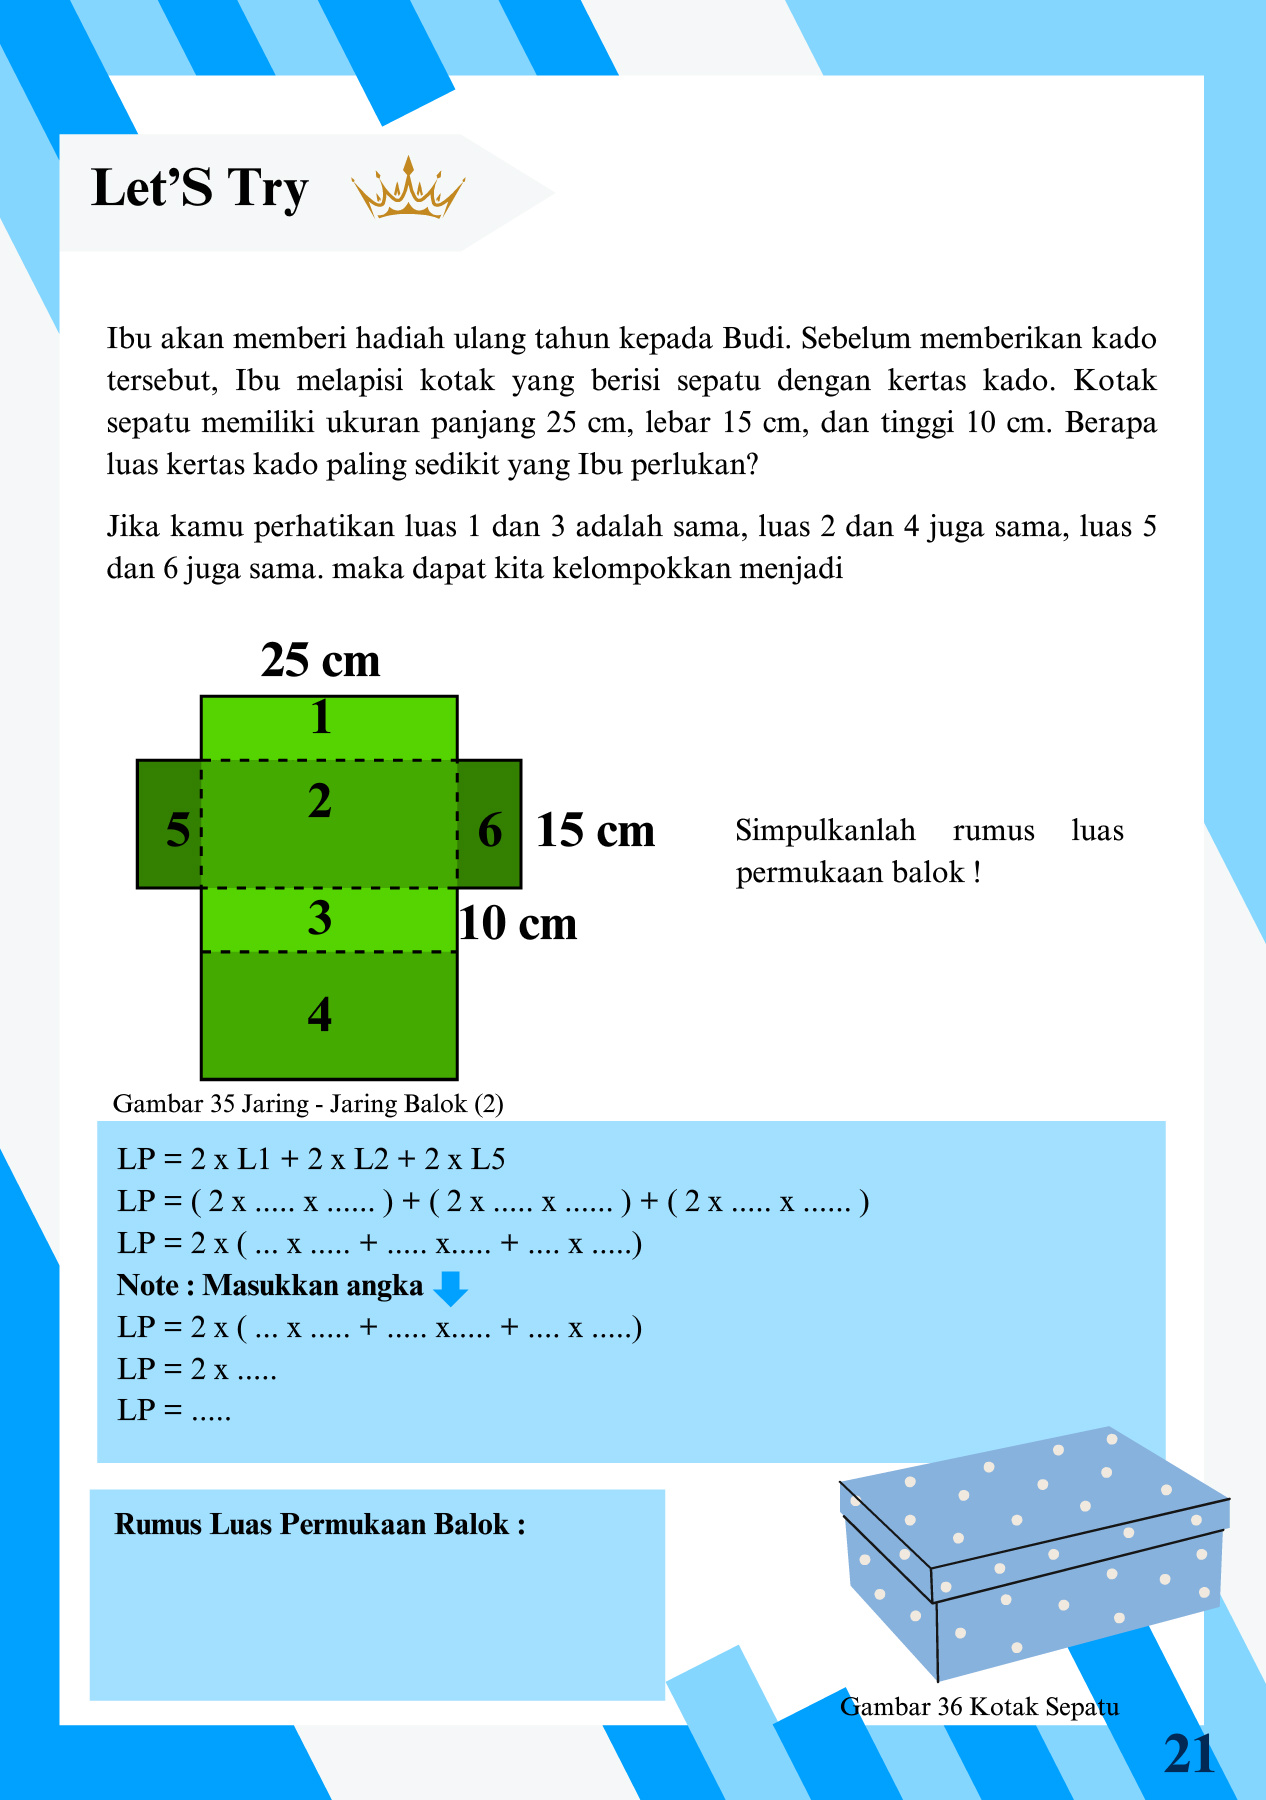 Let'S Try
Ibu akan memberi hadiah ulang tahun kepada Budi. Sebelum memberikan kado
tersebut, Ibu melapisi kotak yang berisi sepatu dengan kertas kado. Kotak
sepatu memiliki ukuran panjang 25 cm, lebar 15 cm, dan tinggi 10 cm. Berapa
luas kertas kado paling sedikit yang Ibu perlukan?
Jika kamu perhatikan luas 1 dan 3 adalah sama, luas 2 dan 4 juga sama, luas 5
dan 6 juga sama. maka dapat kita kelompokkan menjadi
25 cm
1
2
5
6
15 cm
3
10 cm
4
Simpulkanlah rumus luas
permukaan balok !
Gambar 35 Jaring - Jaring Balok (2)
LP = 2 x L1 + 2 x L2 + 2 x L5
LP = ( 2 x ..... x ...... ) + ( 2 x ..... x ...... ) + ( 2 x ..... x ...... )
LP = 2 x ( ... x ..... + ..... x..... + .... x .....)
Note : Masukkan angka
LP = 2 x ( ... x ..... + ..... x..... + .... x .....)
LP = 2 x .....
LP = .....
Rumus Luas Permukaan Balok :
Gambar 36 Kotak Sepatu
21